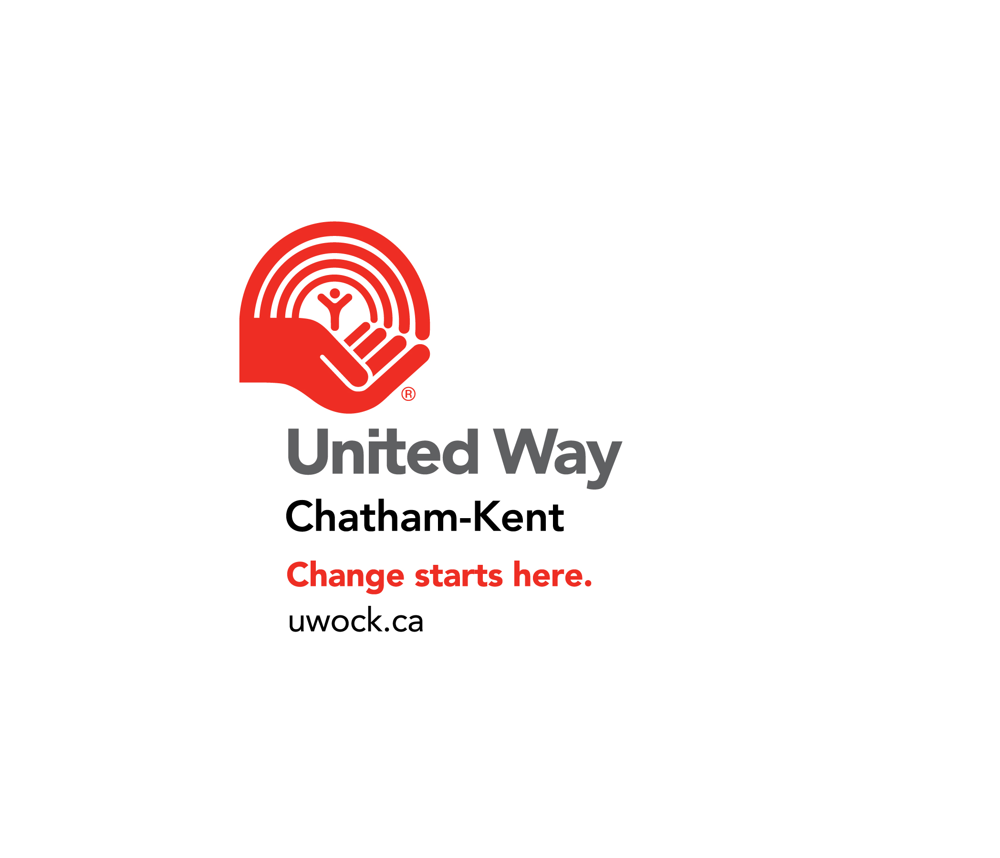 ®
United Way
Chatham-Kent
Change starts here.
uwock.ca